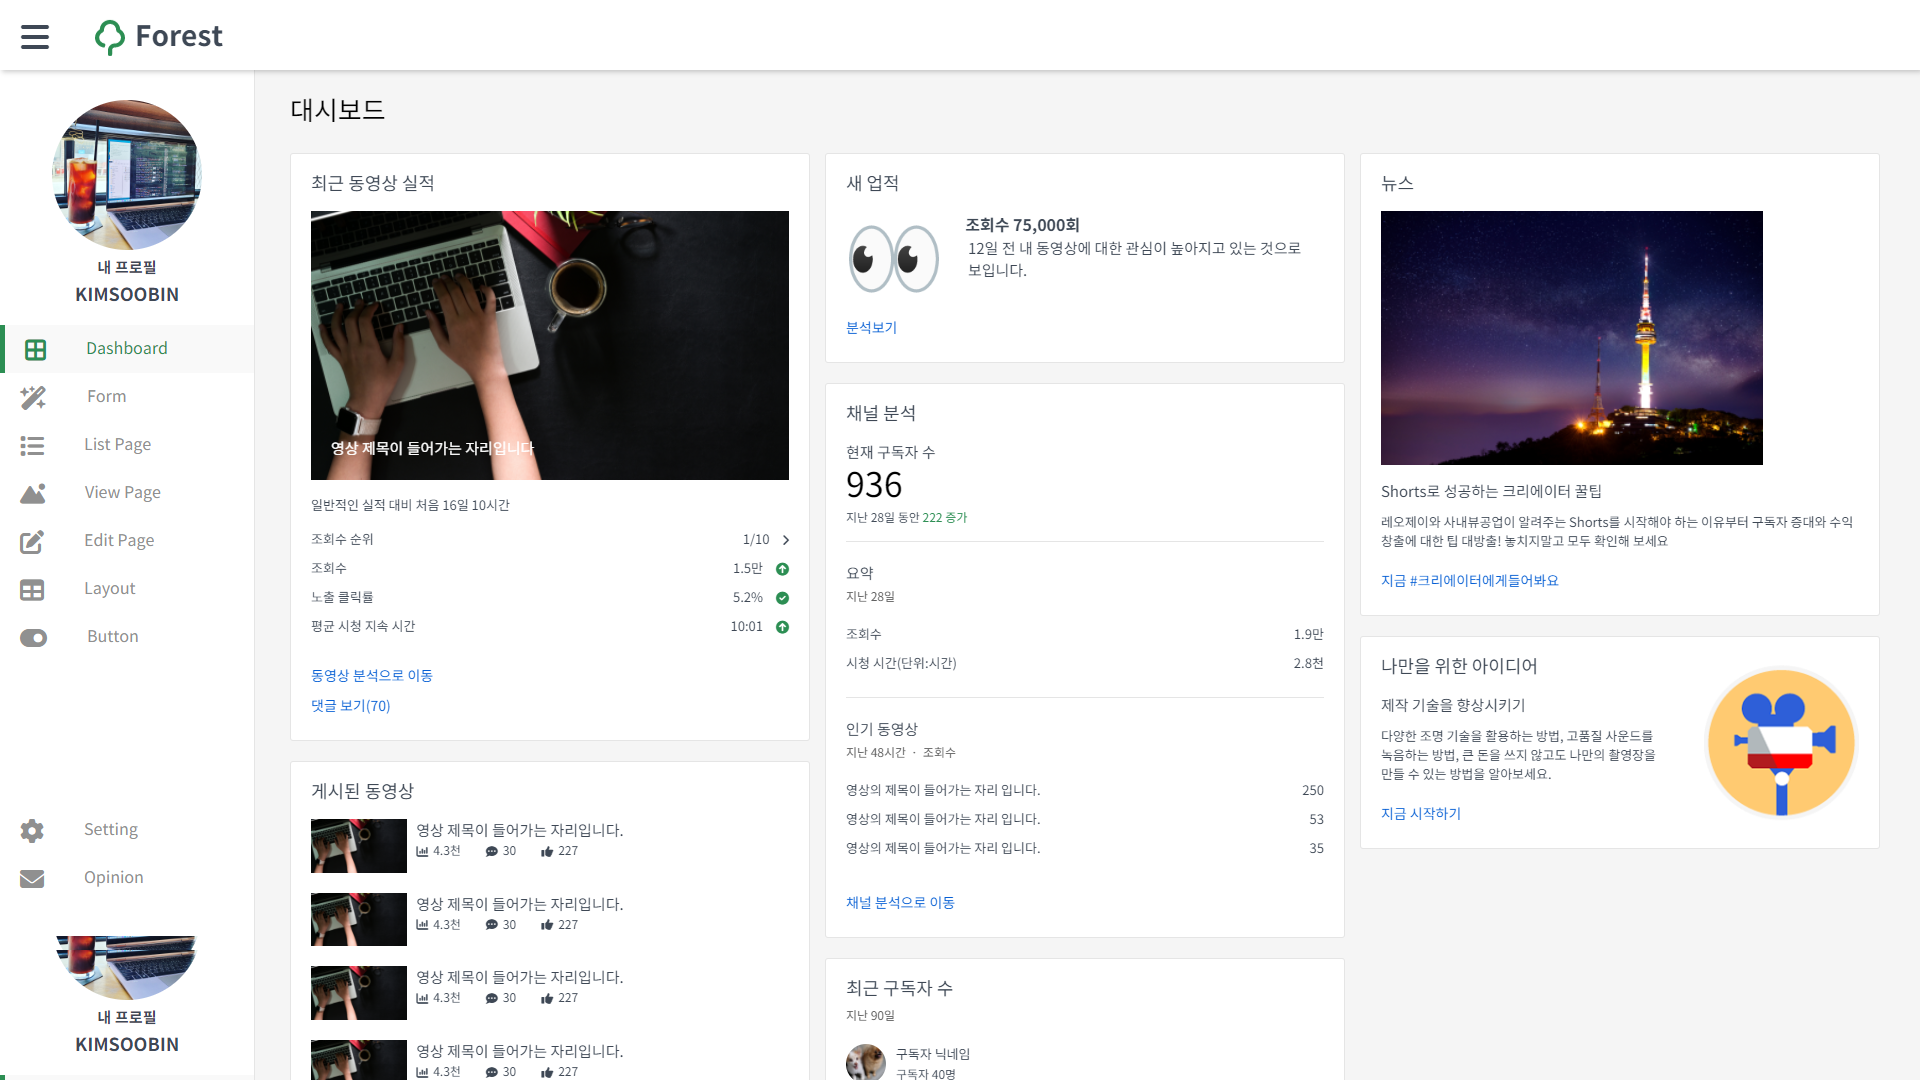 Forest
내 프로필
KIMSOOBIN
Dashboard
Form
List Page
View Page
Edit Page
Layout
Button
Setting
Opinion
내 프로필
KIMSOOBIN
대시보드
최근 동영상 실적
영상 제목이 들어가는 자리입니다
일반적인 실적 대비 처음 16일 10시간
조회수 순위 1/10
조회수 1.5만
노출 클릭률 5.2%
평균 시청 지속 시간 10:01
동영상 분석으로 이동
댓글 보기(70)
게시된 동영상
영상 제목이 들어가는 자리입니다.
4.3천 30 227
영상 제목이 들어가는 자리입니다.
4.3천 30 227
영상 제목이 들어가는 자리입니다.
4.3천 30 227
영상 제목이 들어가는 자리입니다.
4.3천 30 227
새 업적
조회수 75,000회
12일 전 내 동영상에 대한 관심이 높아지고 있는 것으로
보입니다.
분석보기
채널 분석
현재 구독자 수
936
지난 28일 동안 222 증가
요약
지난 28일
조회수 1.9만
시청 시간(단위:시간) 2.8천
인기 동영상
지난 48시간 · 조회수
영상의 제목이 들어가는 자리 입니다. 250
영상의 제목이 들어가는 자리 입니다. 53
영상의 제목이 들어가는 자리 입니다. 35
채널 분석으로 이동
최근 구독자 수
지난 90일
구독자 닉네임
구독자 40명
뉴스
Shorts로 성공하는 크리에이터 꿀팁
레오제이와 사내뷰공업이 알려주는 Shorts를 시작해야 하는 이유부터 구독자 증대와 수익
창출에 대한 팁 대방출! 놓치지말고 모두 확인해 보세요
지금 #크리에이터에게들어봐요
나만을 위한 아이디어
제작 기술을 향상시키기
다양한 조명 기술을 활용하는 방법, 고품질 사운드를
녹음하는 방법, 큰 돈을 쓰지 않고도 나만의 촬영장을
만들 수 있는 방법을 알아보세요.
지금 시작하기